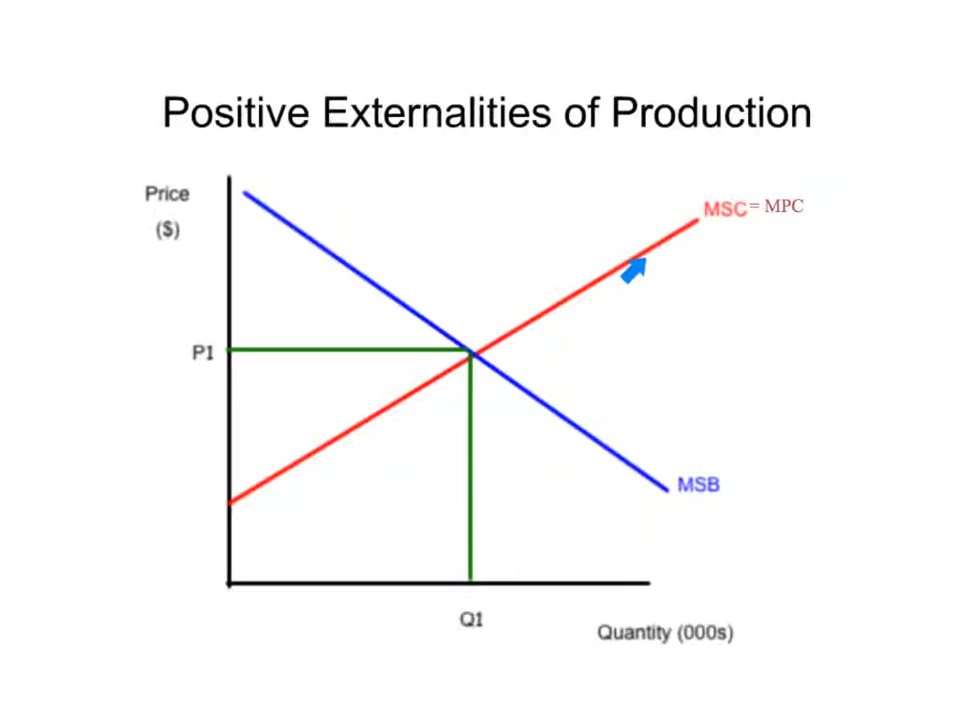 Positive Externalities of Production
Price
($)
MSC = MPC
P1
MSB
Q1
Quantity (000s)